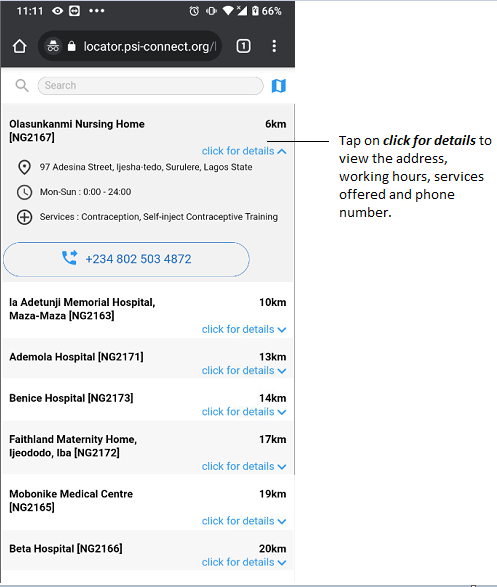 11:11
66%
locator.psi-connect.org/l
1
Search
Olasunkanmi Nursing Home 6km
[NG2167]
click for details
97 Adesina Street, Ijesha-tedo, Surulere, Lagos State
Mon-Sun : 0:00 - 24:00
Services : Contraception, Self-inject Contraceptive Training
+234 802 503 4872
la Adetunji Memorial Hospital, 10km
Maza-Maza [NG2163]
click for details
Ademola Hospital [NG2171] 13km
click for details
Benice Hospital [NG2173] 14km
click for details
Faithland Maternity Home, 17km
Ijeododo, Iba [NG2172]
click for details
Mobonike Medical Centre 19km
[NG2165]
click for details
Beta Hospital [NG2166] 20km
click for details
Tap on click for details to
view the address,
working hours, services
offered and phone
number.